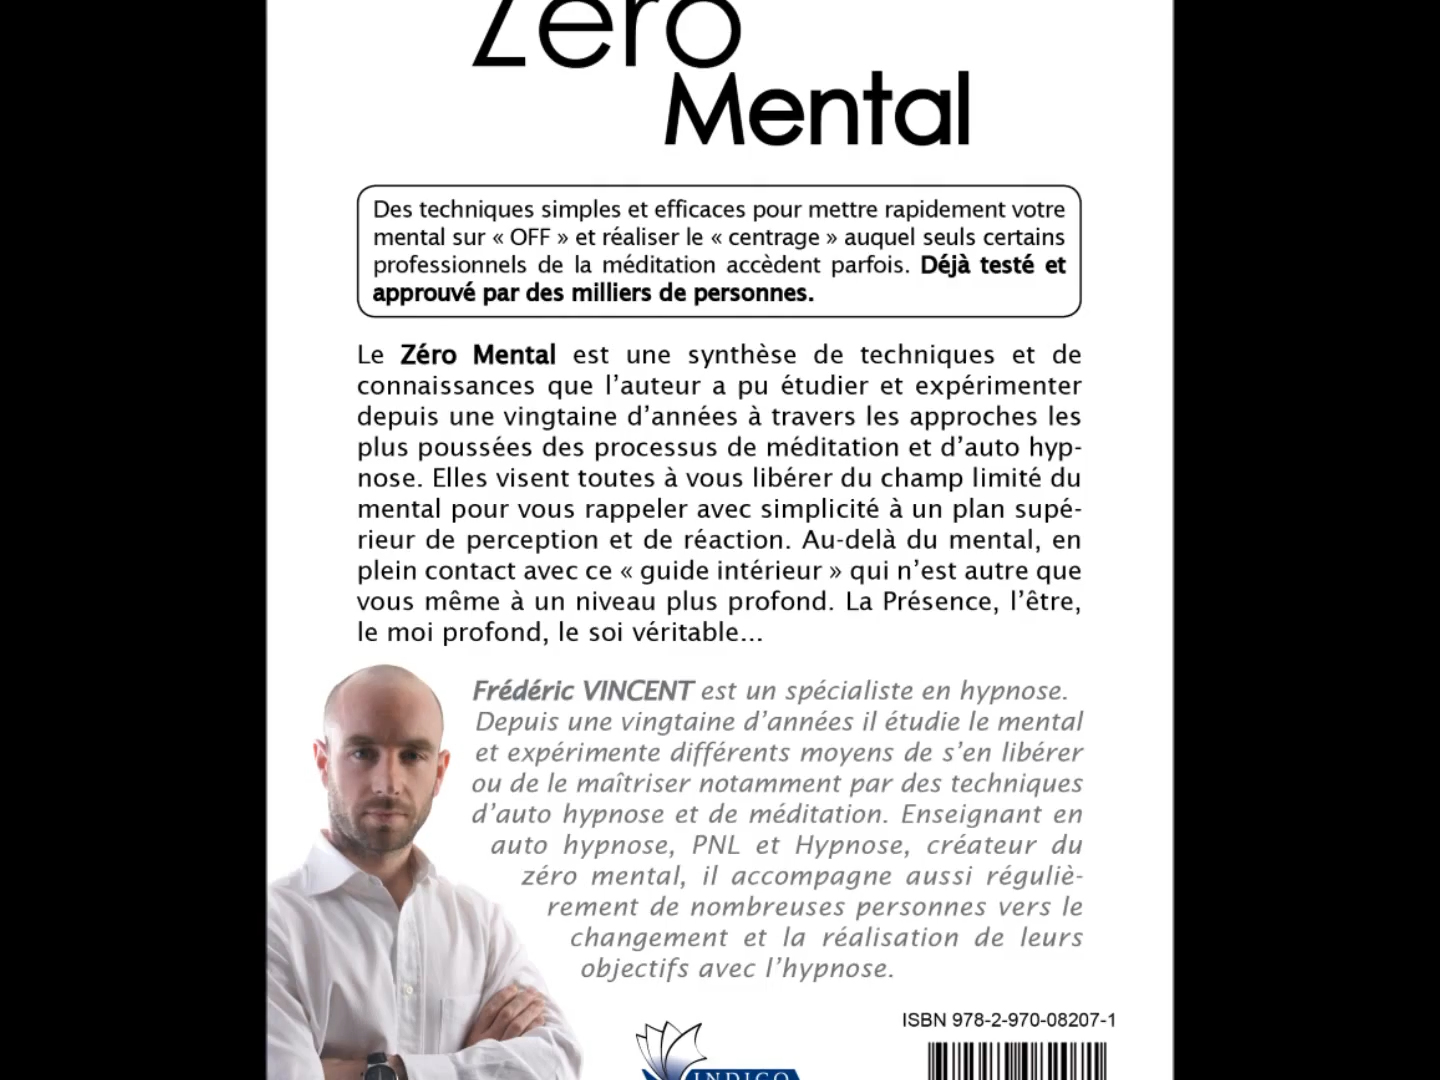 Zéro
Mental
Des techniques simples et efficaces pour mettre rapidement votre
mental sur « OFF » et réaliser le « centrage » auquel seuls certains
professionnels de la méditation accèdent parfois. Déjà testé et
approuvé par des milliers de personnes.
Le Zéro Mental est une synthèse de techniques et de
connaissances que l’auteur a pu étudier et expérimenter
depuis une vingtaine d’années à travers les approches les
plus poussées des processus de méditation et d’auto hyp-
nose. Elles visent toutes à vous libérer du champ limité du
mental pour vous rappeler avec simplicité à un plan supé-
rieur de perception et de réaction. Au-delà du mental, en
plein contact avec ce « guide intérieur » qui n’est autre que
vous même à un niveau plus profond. La Présence, l’être,
le moi profond, le soi véritable...
Frédéric VINCENT est un spécialiste en hypnose.
Depuis une vingtaine d’années il étudie le mental
et expérimente différents moyens de s’en libérer
ou de le maîtriser notamment par des techniques
d’auto hypnose et de méditation. Enseignant en
auto hypnose, PNL et Hypnose, créateur du
zéro mental, il accompagne aussi réguliè-
rement de nombreuses personnes vers le
changement et la réalisation de leurs
objectifs avec l’hypnose.
ISBN 978-2-970-08207-1
INDIGO